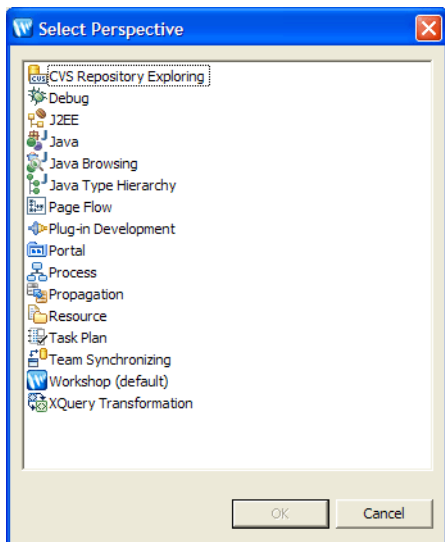 Select Perspective
CVS Repository Exploring
Debug
J2EE
Java
Java Browsing
Java Type Hierarchy
Page Flow
Plug-in Development
Portal
Process
Propagation
Resource
Task Plan
Team Synchronizing
Workshop (default)
XQuery Transformation
OK Cancel